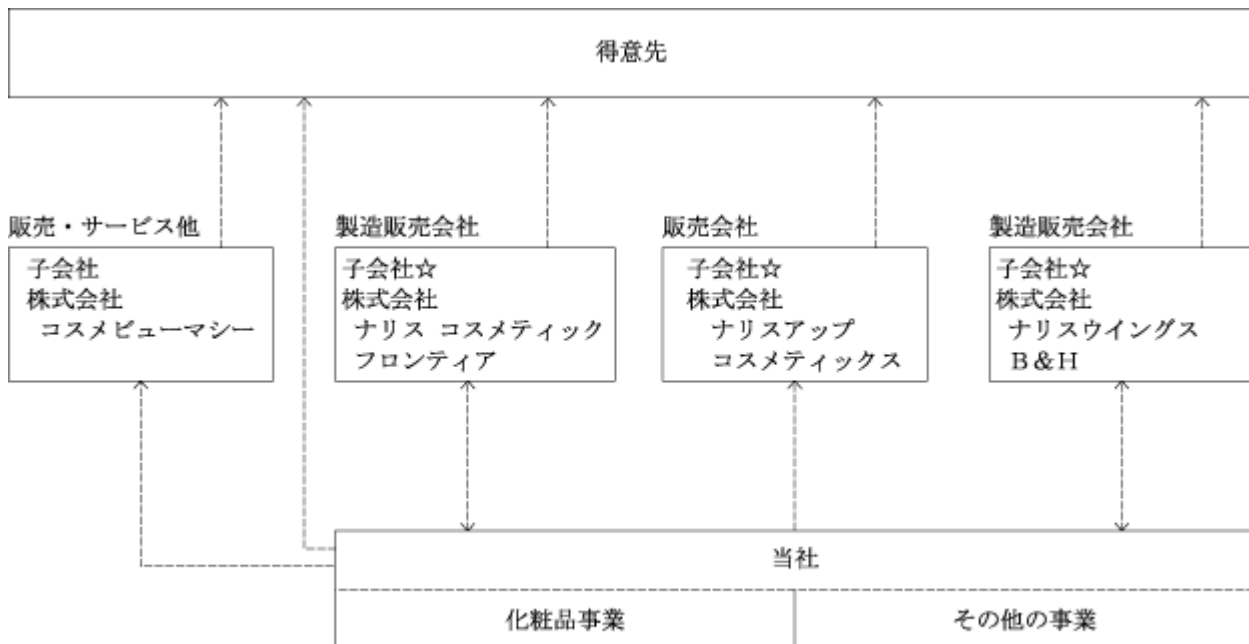 得意先
販売・サービス他
子会社
株式会社
コスメビューマシー
製造販売会社
子会社☆
株式会社
ナリス コスメティック
フロンティア
販売会社
子会社☆
株式会社
ナリスアップ
コスメティックス
製造販売会社
子会社☆
株式会社
ナリスウイングス
Ｂ＆Ｈ
当社
化粧品事業
その他の事業